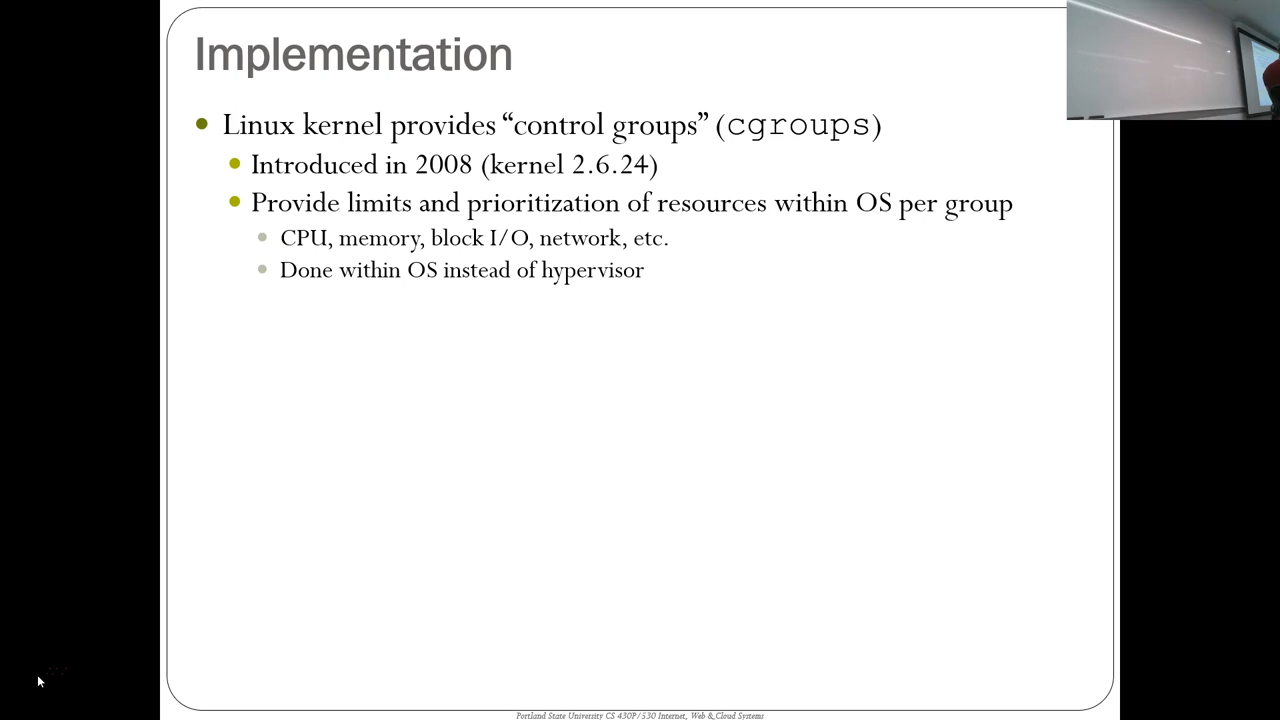 Implementation
Linux kernel provides “control groups” (cgroups)
Introduced in 2008 (kernel 2.6.24)
Provide limits and prioritization of resources within OS per group
CPU, memory, block I/O, network, etc.
Done within OS instead of hypervisor
Portland State University CS 430P/530 Internet, Web & Cloud Systems